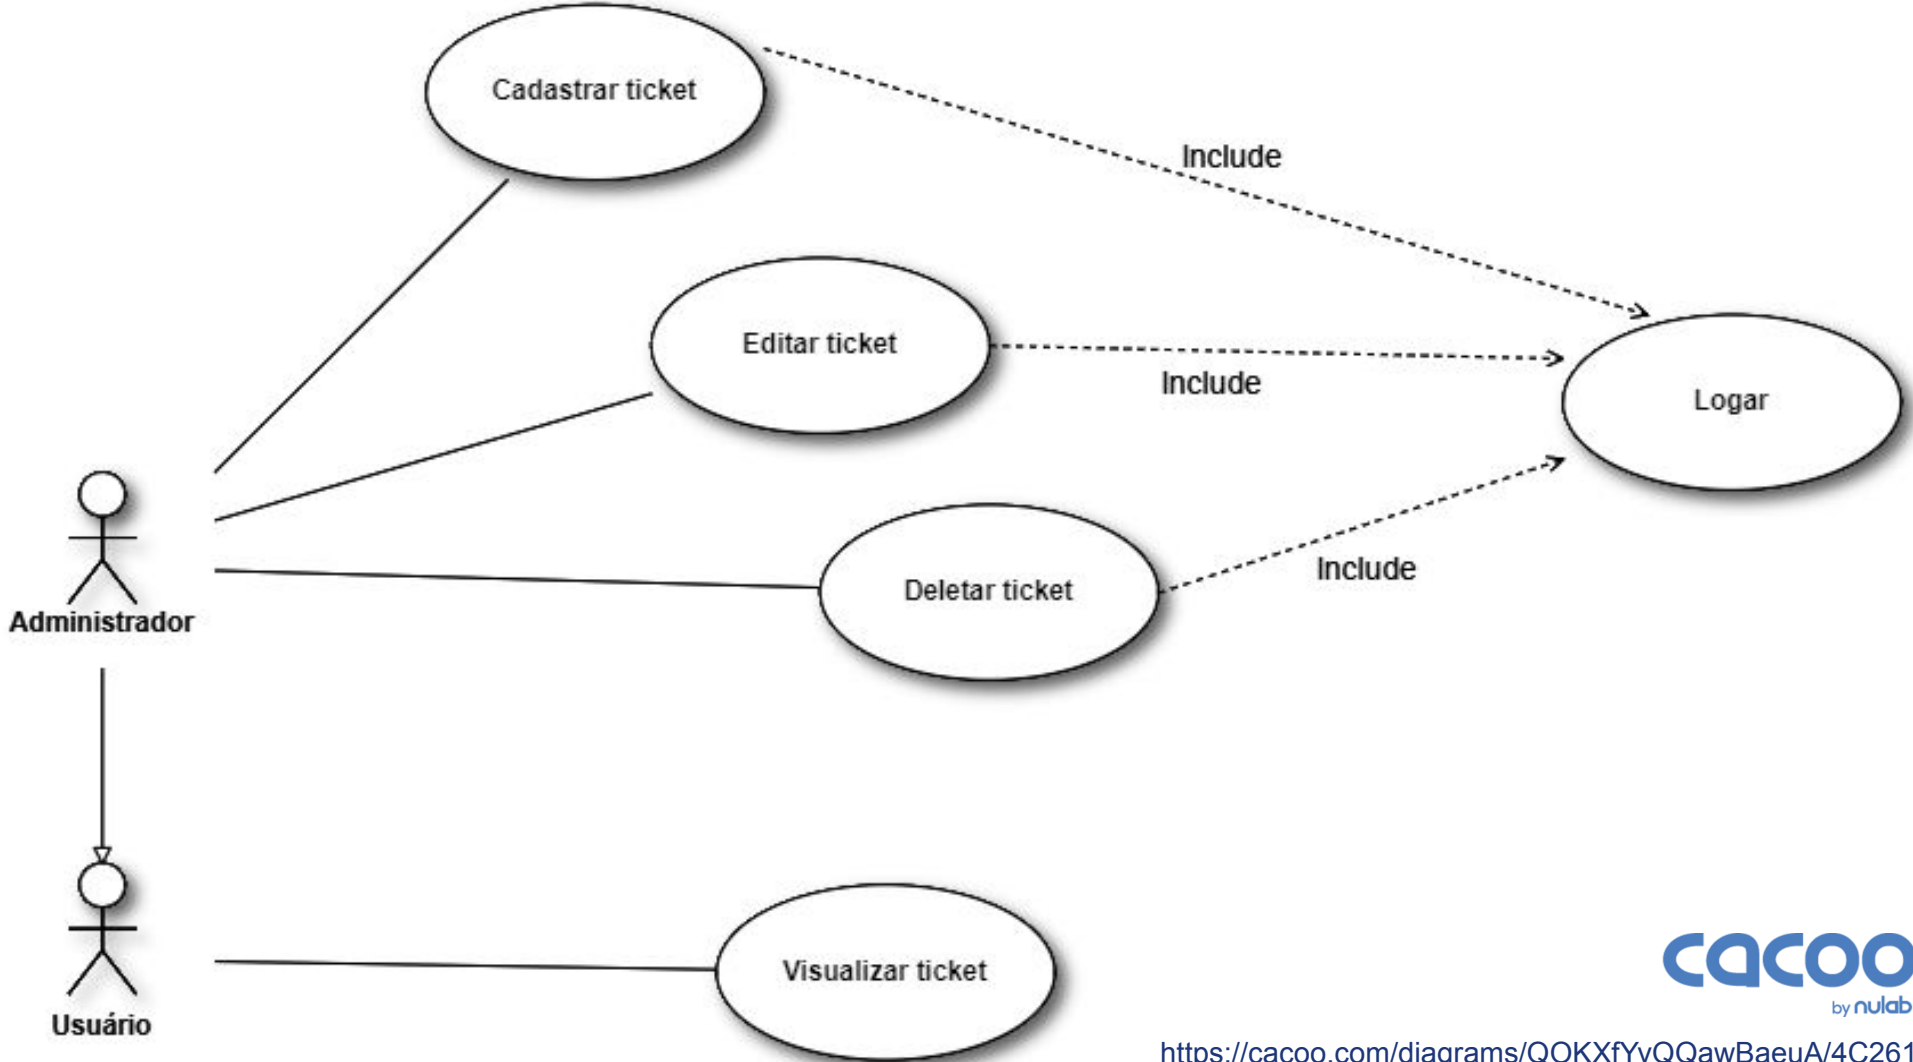 Cadastrar ticket
Include
Editar ticket
Include
Logar
Deletar ticket
Include
Administrador
Visualizar ticket
Usuário
cacoo
by nulab
https://cacoo.com/diagrams/QOKXfYvQQawBaeuA/4C261